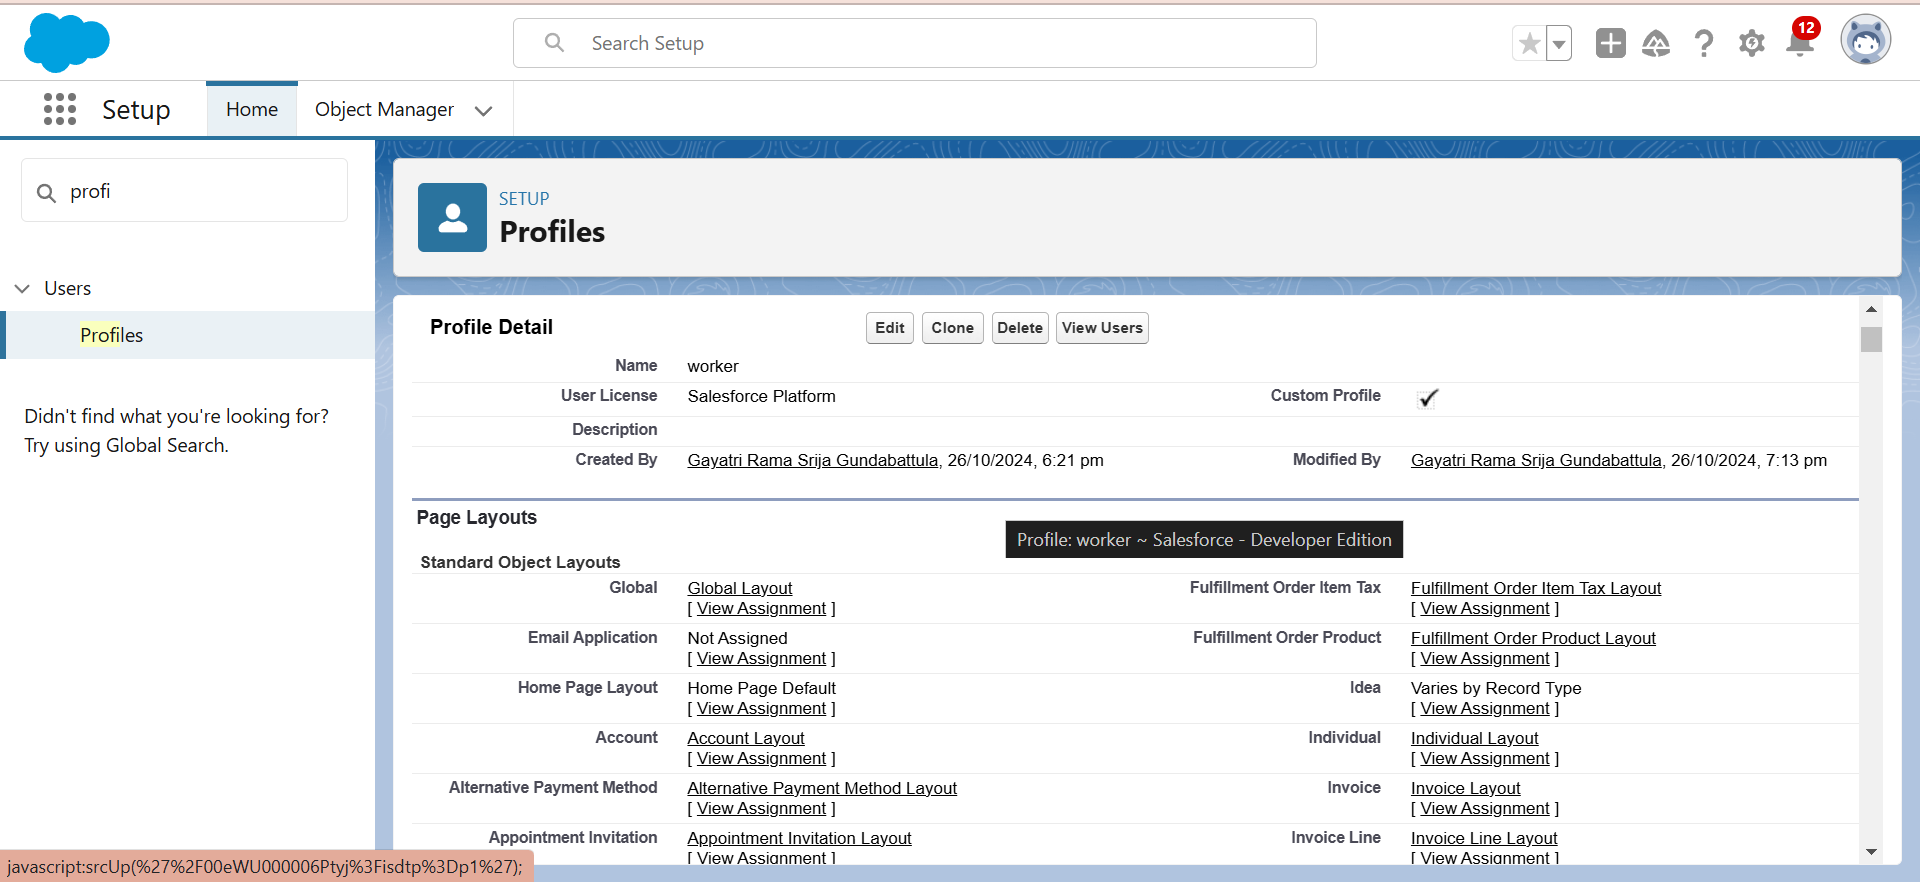 Search Setup
12
Setup
Home
Object Manager
profi
Users
Profiles
Didn't find what you're looking for?
Try using Global Search.
SETUP
Profiles
Profile Detail
Edit
Clone
Delete
View Users
Name worker
User License Salesforce Platform Custom Profile
Description
Created By Gayatri Rama Srija Gundabattula, 26/10/2024, 6:21 pm Modified By Gayatri Rama Srija Gundabattula, 26/10/2024, 7:13 pm
Page Layouts
Profile: worker ~ Salesforce - Developer Edition
Standard Object Layouts
Global Global Layout Fulfillment Order Item Tax Fulfillment Order Item Tax Layout
[ View Assignment ] [ View Assignment ]
Email Application Not Assigned Fulfillment Order Product Fulfillment Order Product Layout
[ View Assignment ] [ View Assignment ]
Home Page Layout Home Page Default Idea Varies by Record Type
[ View Assignment ] [ View Assignment ]
Account Account Layout Individual Individual Layout
[ View Assignment ] [ View Assignment ]
Alternative Payment Method Alternative Payment Method Layout Invoice Invoice Layout
[ View Assignment ] [ View Assignment ]
Appointment Invitation Appointment Invitation Layout Invoice Line Invoice Line Layout
[ View Assignment ] [ View Assignment ]
javascript:srcUp(%27%2F00eWU000006Ptyj%3Fisdtp%3Dp1%27);